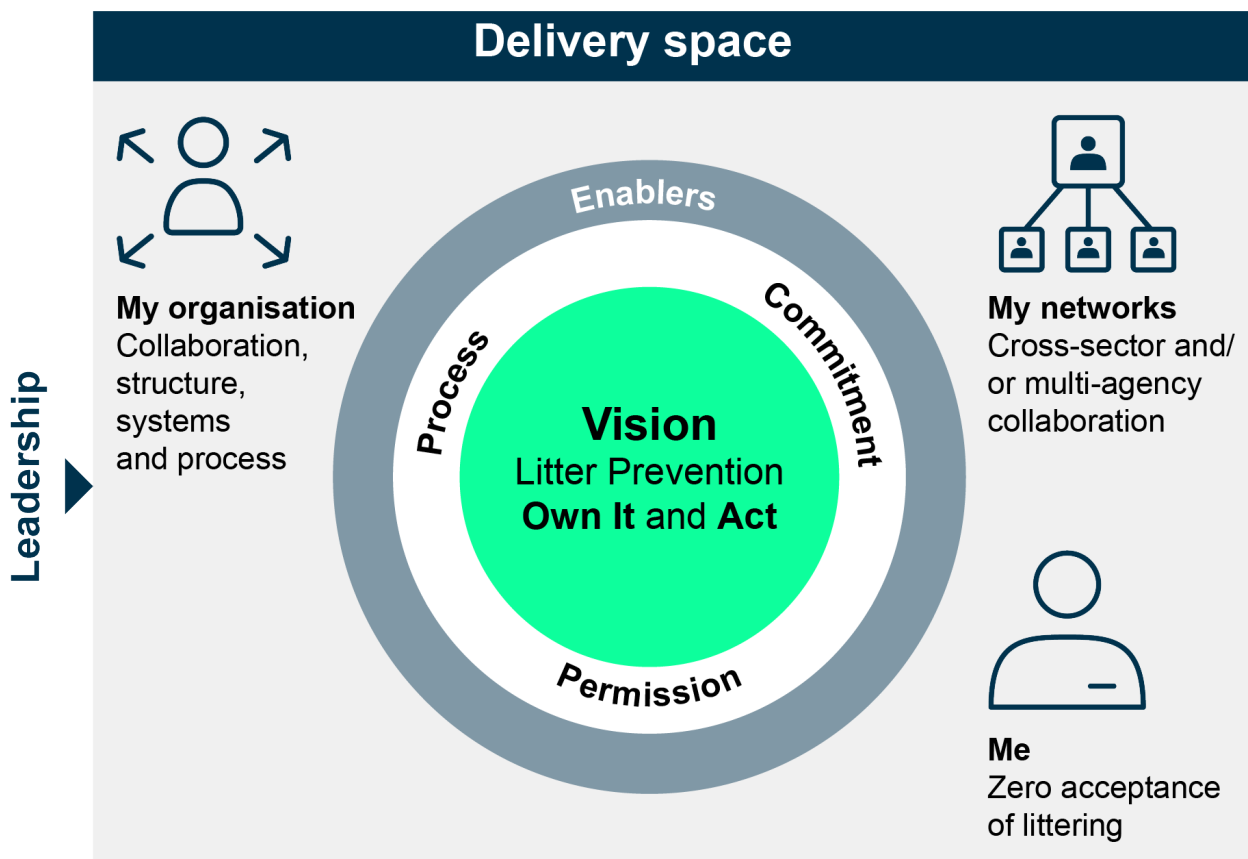 Delivery space
Leadership
My organisation
Collaboration,
structure,
systems
and process
Enablers
Process
Commitment
Permission
Vision
Litter Prevention
Own It and Act
My networks
Cross-sector and/
or multi-agency
collaboration
Me
Zero acceptance
of littering